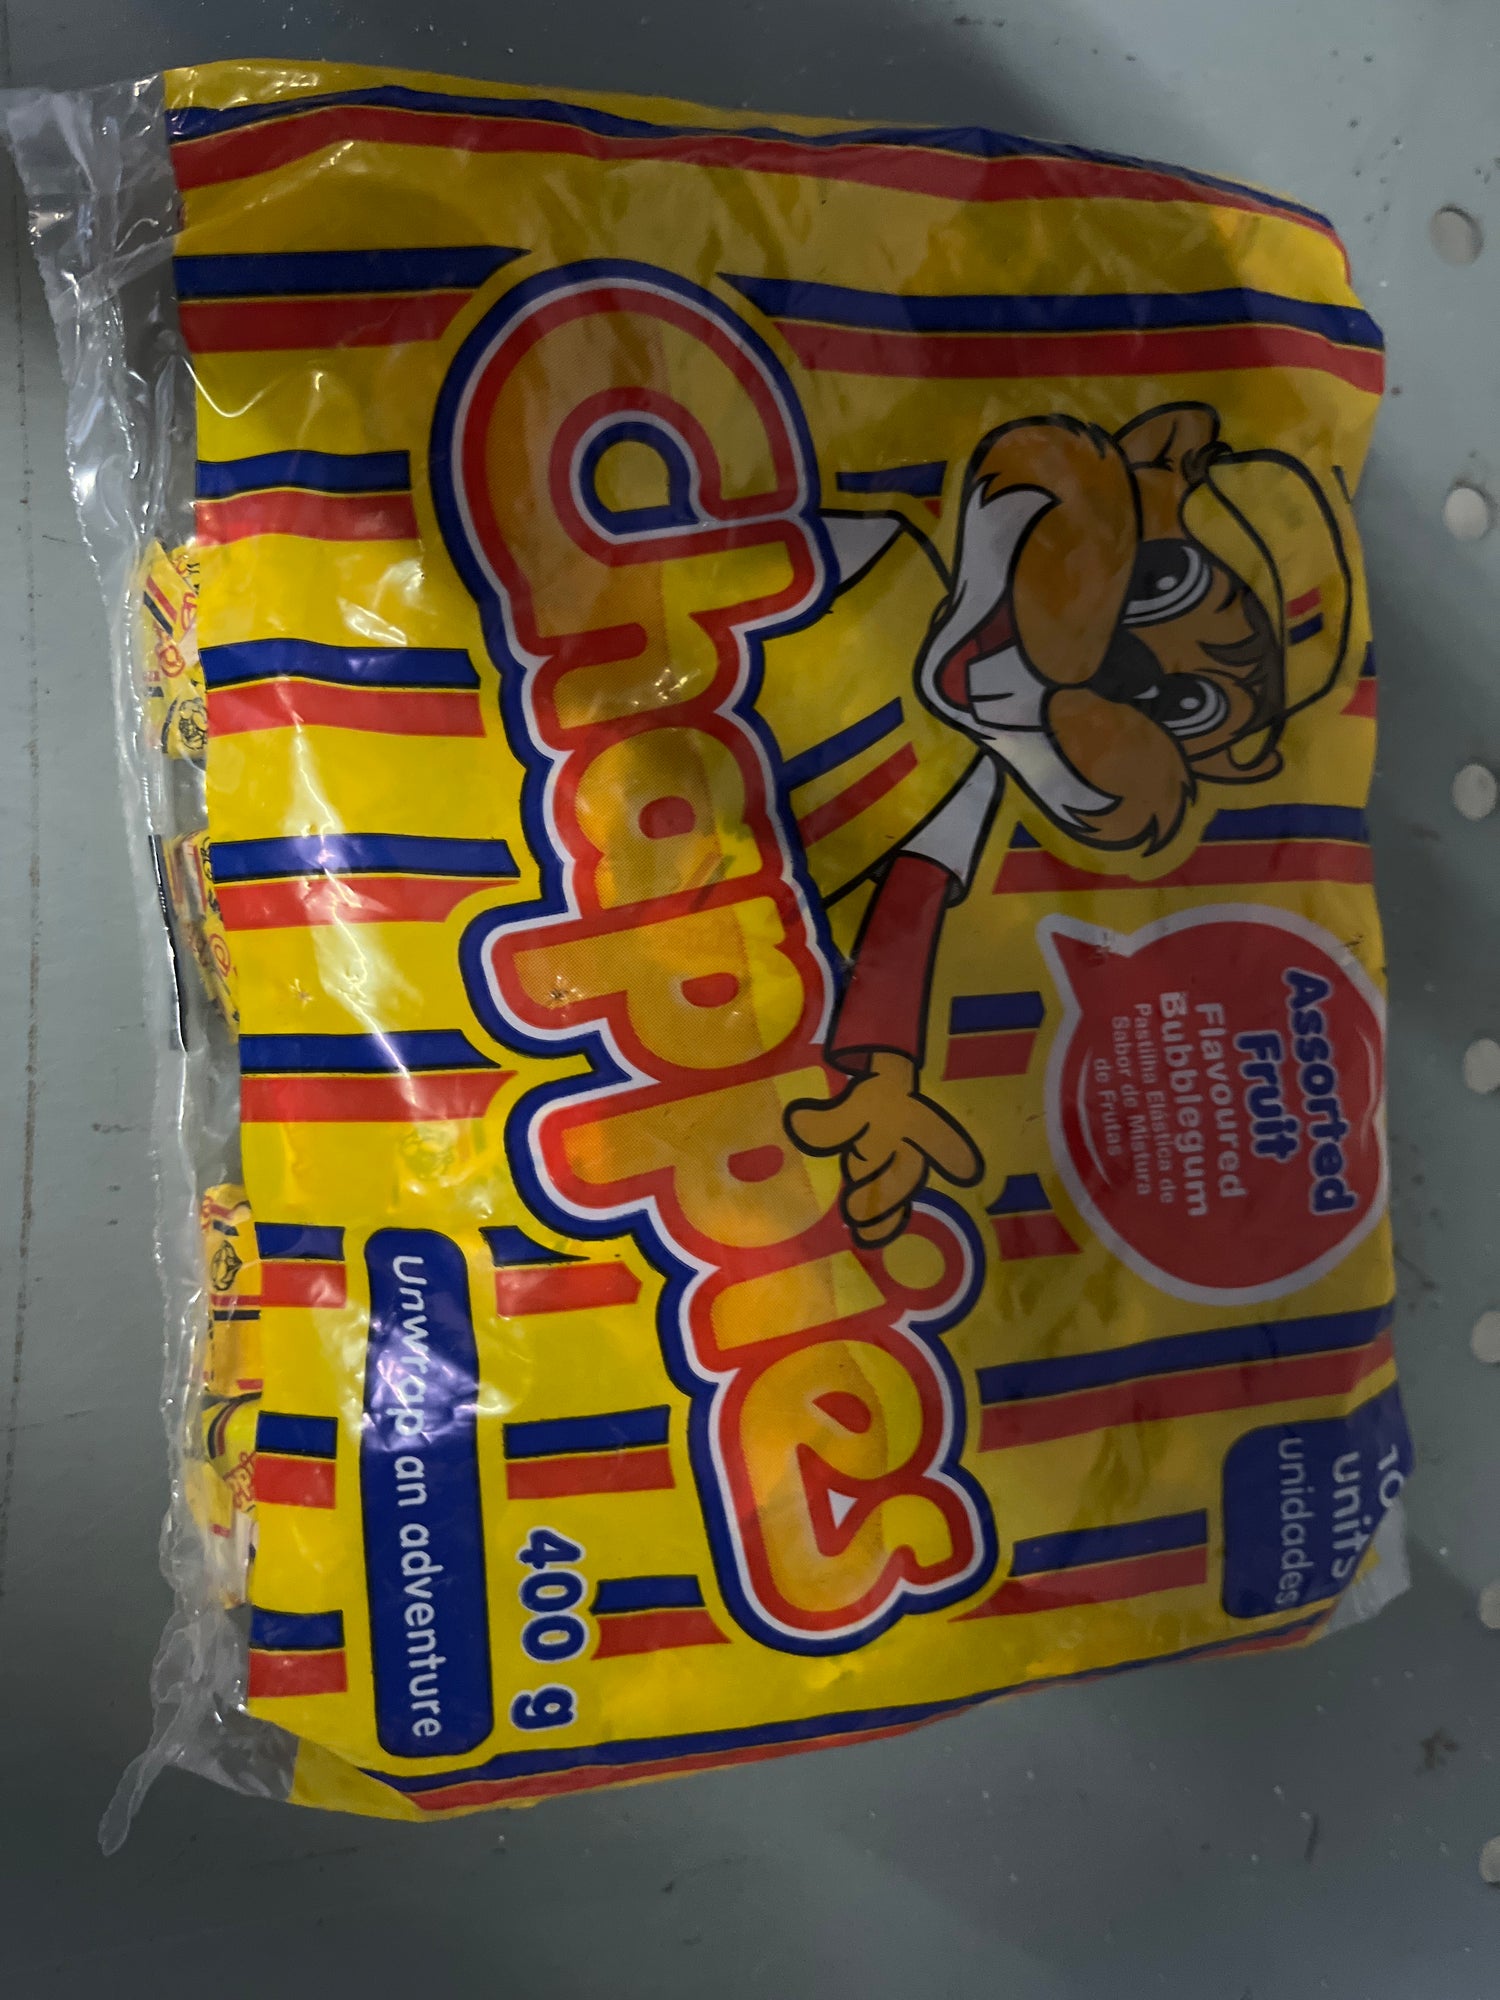 Chappies
Assorted
Fruit
Flavoured
Bubblegum
Pastilha Elástica de
Sabor de Mistura
de Frutas
units
unidades
400 g
unwrap an adventure